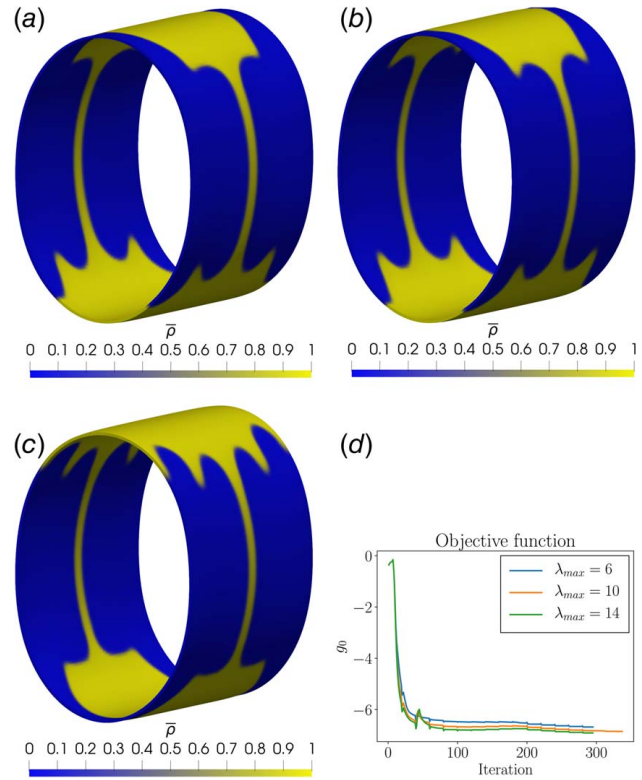 (a)
(b)
ρ̅
0 0.1 0.2 0.3 0.4 0.5 0.6 0.7 0.8 0.9 1
ρ̅
0 0.1 0.2 0.3 0.4 0.5 0.6 0.7 0.8 0.9 1
(c)
(d)
ρ̅
0 0.1 0.2 0.3 0.4 0.5 0.6 0.7 0.8 0.9 1
Objective function
λmax = 6
λmax = 10
λmax = 14
g0
0
−2
−4
−6
0 100 200 300
Iteration